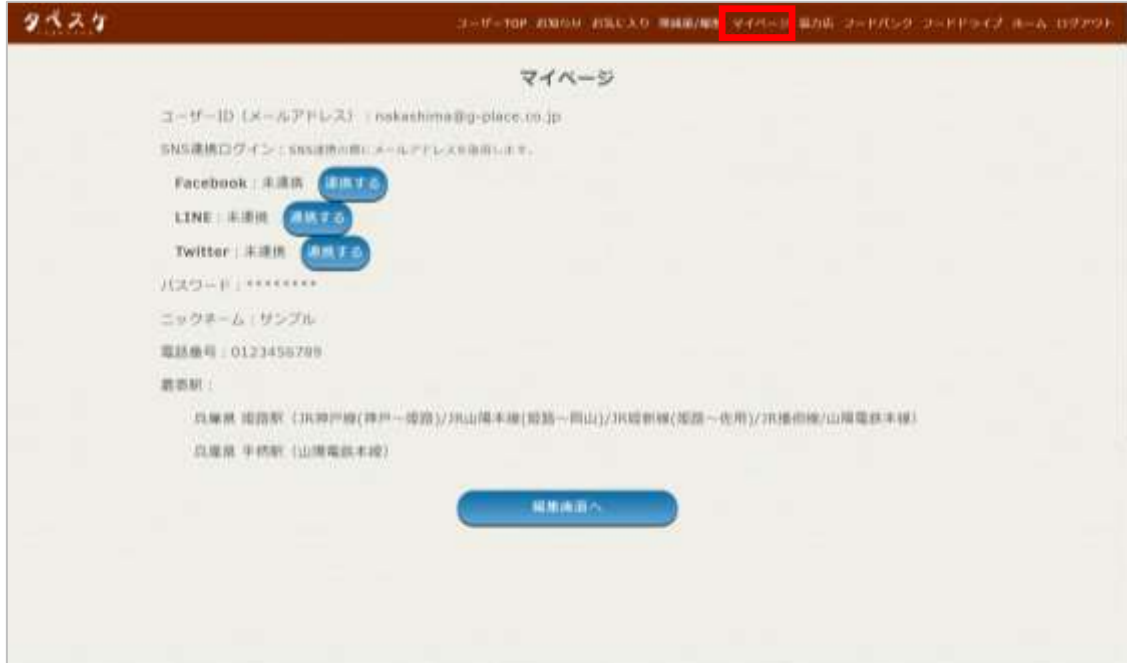 タベスケ
ユーザーTOP お知らせ お気に入り 削減量/履歴 マイページ 協力店 フードバンク フードドライブ ホーム ログアウト
マイページ
ユーザーID（メールアドレス）：nakashima@g-place.co.jp
SNS連携ログイン：SNS連携の際にメールアドレスを使用します。
Facebook：未連携 連携する
LINE：未連携 連携する
Twitter：未連携 連携する
パスワード：********
ニックネーム：サンプル
電話番号：0123456789
最寄駅：
兵庫県 姫路駅（JR神戸線(神戸～姫路)/JR山陽本線(姫路～岡山)/JR姫新線(姫路～佐用)/JR播但線/山陽電鉄本線）
兵庫県 手柄駅（山陽電鉄本線）
編集画面へ